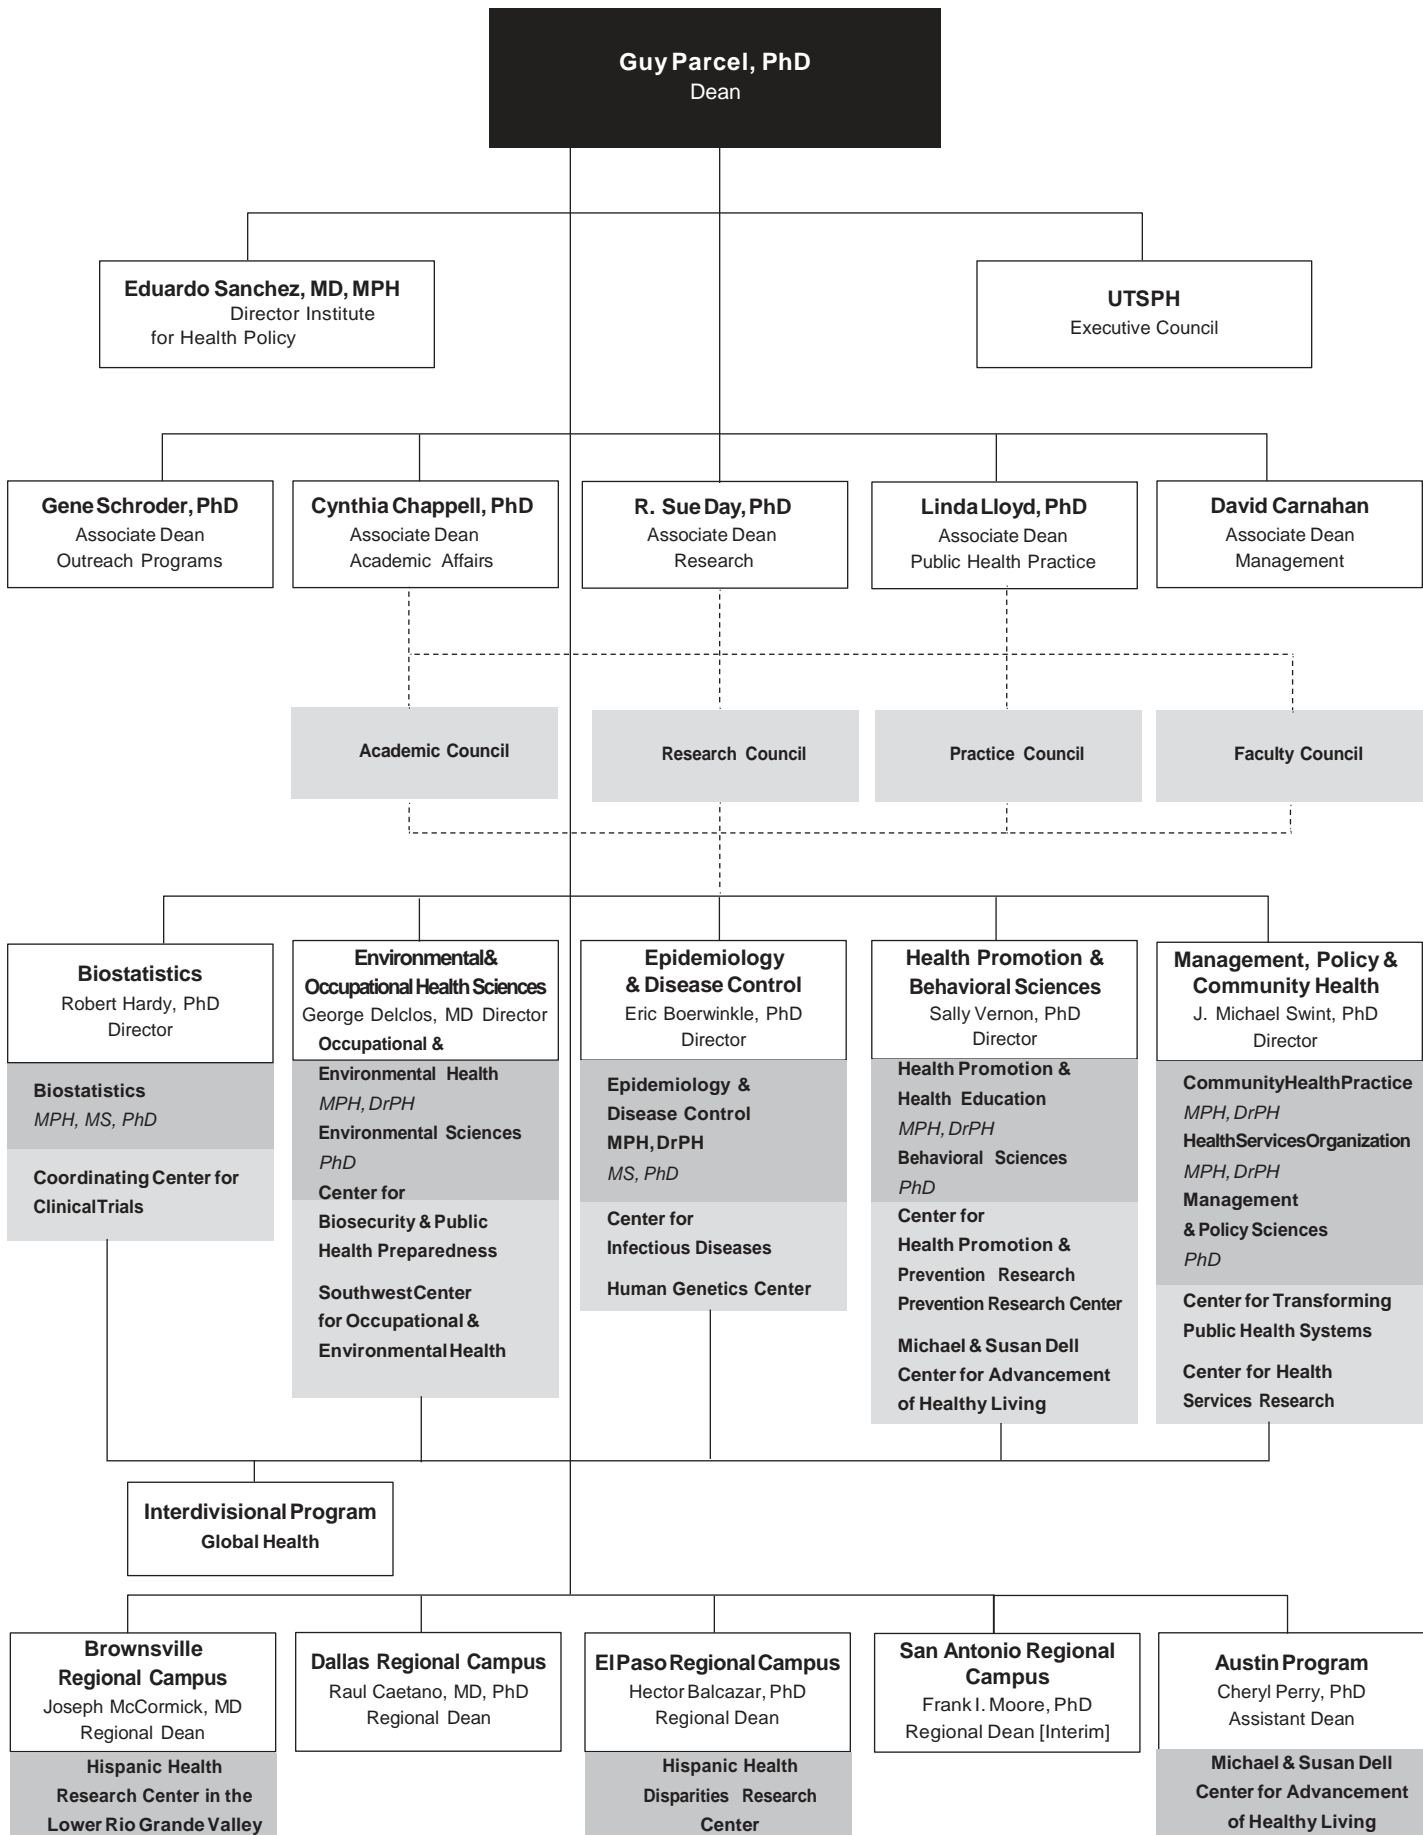 Guy Parcel, PhD
Dean
Eduardo Sanchez, MD, MPH
Director Institute
for Health Policy
UTSPH
Executive Council
Gene Schroder, PhD
Associate Dean
Outreach Programs
Cynthia Chappell, PhD
Associate Dean
Academic Affairs
R. Sue Day, PhD
Associate Dean
Research
Linda Lloyd, PhD
Associate Dean
Public Health Practice
David Carnahan
Associate Dean
Management
Academic Council
Research Council
Practice Council
Faculty Council
Biostatistics
Robert Hardy, PhD
Director
Biostatistics
MPH, MS, PhD
Coordinating Center for
Clinical Trials
Environmental &
Occupational Health Sciences
George Delclos, MD Director
Occupational &
Environmental Health
MPH, DrPH
Environmental Sciences
PhD
Center for
Biosecurity & Public
Health Preparedness
Southwest Center
for Occupational &
Environmental Health
Epidemiology
& Disease Control
Eric Boerwinkle, PhD
Director
Epidemiology &
Disease Control
MPH, DrPH
MS, PhD
Center for
Infectious Diseases
Human Genetics Center
Health Promotion &
Behavioral Sciences
Sally Vernon, PhD
Director
Health Promotion &
Health Education
MPH, DrPH
Behavioral Sciences
PhD
Center for
Health Promotion &
Prevention Research
Prevention Research Center
Michael & Susan Dell
Center for Advancement
of Healthy Living
Management, Policy &
Community Health
J. Michael Swint, PhD
Director
Community Health Practice
MPH, DrPH
Health Services Organization
MPH, DrPH
Management
& Policy Sciences
PhD
Center for Transforming
Public Health Systems
Center for Health
Services Research
Interdivisional Program
Global Health
Brownsville
Regional Campus
Joseph McCormick, MD
Regional Dean
Hispanic Health
Research Center in the
Lower Rio Grande Valley
Dallas Regional Campus
Raul Caetano, MD, PhD
Regional Dean
El Paso Regional Campus
Hector Balcazar, PhD
Regional Dean
Hispanic Health
Disparities Research
Center
San Antonio Regional
Campus
Frank I. Moore, PhD
Regional Dean [Interim]
Austin Program
Cheryl Perry, PhD
Assistant Dean
Michael & Susan Dell
Center for Advancement
of Healthy Living